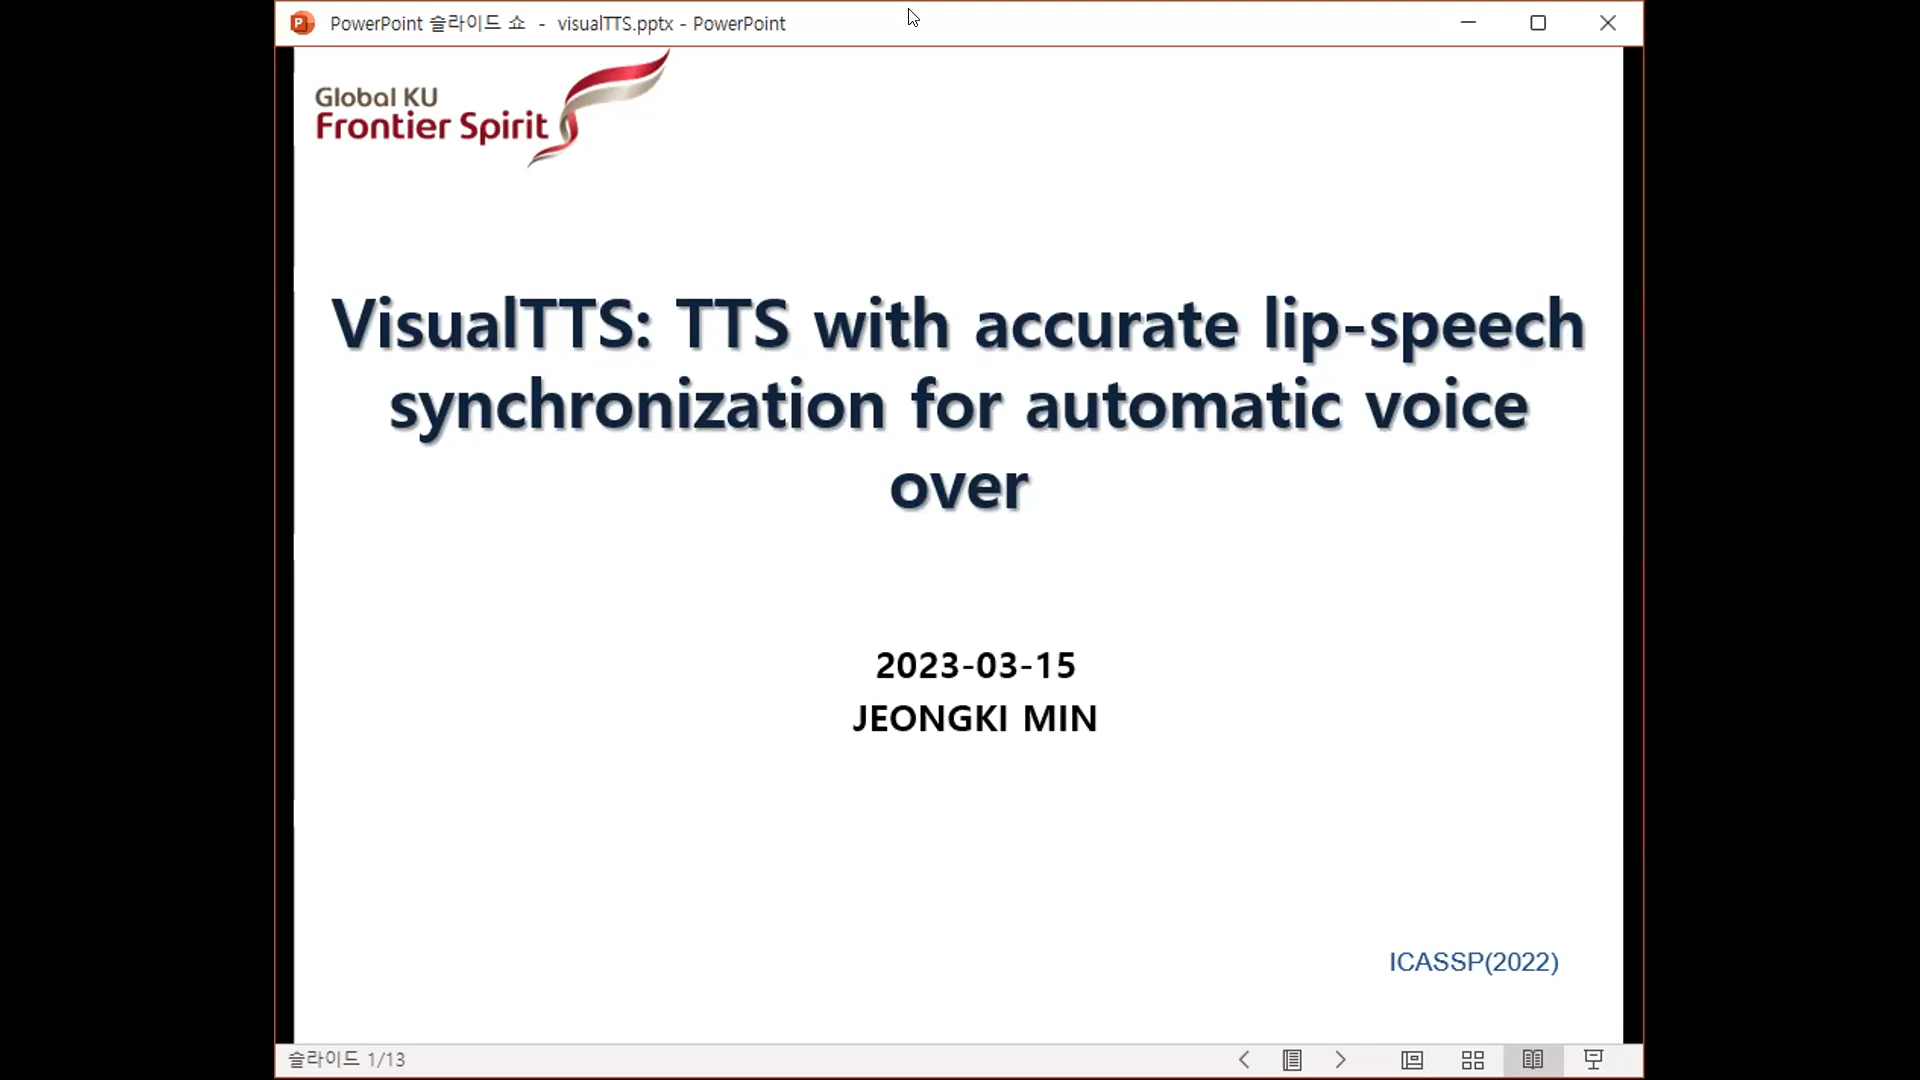 PowerPoint 슬라이드 쇼 - visualTTS.pptx - PowerPoint
Global KU
Frontier Spirit
VisualTTS: TTS with accurate lip-speech
synchronization for automatic voice
over
2023-03-15
JEONGKI MIN
ICASSP(2022)
슬라이드 1/13